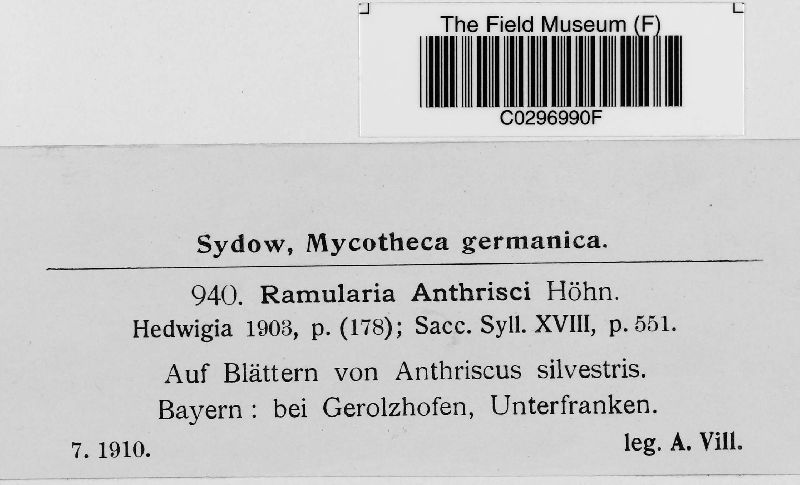 The Field Museum (F)
C0296990F
Sydow, Mycotheca germanica.
940. Ramularia Anthrisci Höhn.
Hedwigia 1903, p. (178); Sacc. Syll. XVIII, p. 551.
Auf Blättern von Anthriscus silvestris.
Bayern : bei Gerolzhofen, Unterfranken.
7. 1910. leg. A. Vill.